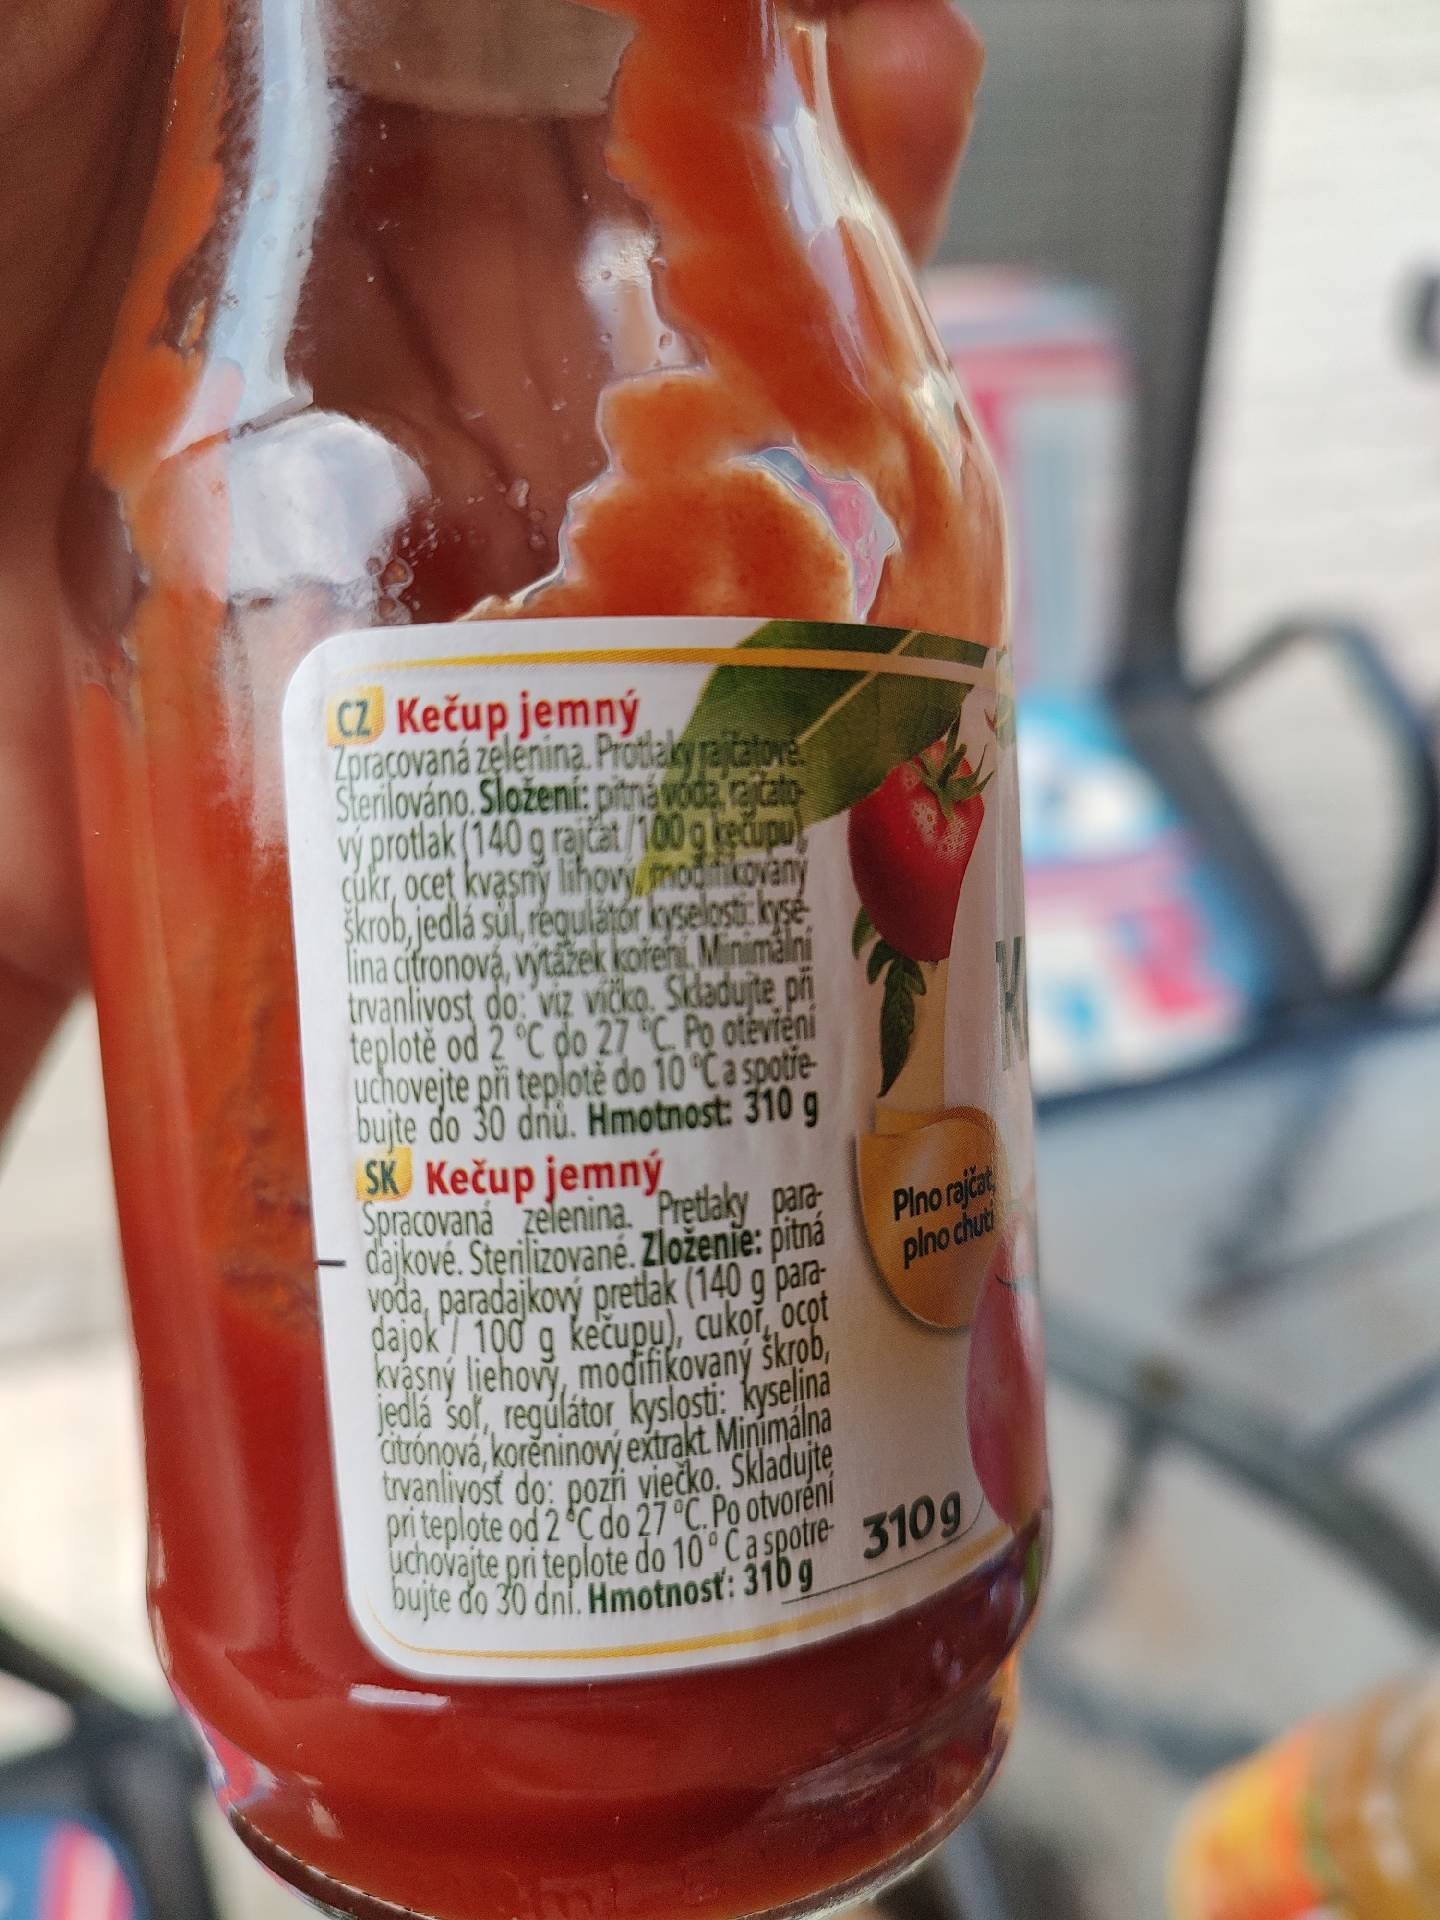 CZ Kečup jemný
Zpracovaná zelenina. Protlaky rajčatové.
Sterilováno. Složení: pitná voda, rajčato-
vý protlak (140 g rajčat/100 g kečupu),
cukr, ocet kvasný lihový, modifikovaný
škrob, jedlá sůl, regulátor kyselosti: kyse-
lina citronová, výtažek koření. Minimální
trvanlivost do: viz víčko. Skladujte při
teplotě od 2 °C do 27 °C. Po otevření
uchovejte při teplotě do 10 °C a spotře-
bujte do 30 dnů. Hmotnost: 310 g
SK Kečup jemný
Spracovaná zelenina. Pretlaky para-
dajkové. Sterilizované. Zloženie: pitná
voda, paradajkový pretlak (140 g para-
dajok / 100 g kečupu), cukor, ocot
kvasný liehový, modifikovaný škrob,
jedlá soľ, regulátor kyslosti: kyselina
citrónová, koreninový extrakt. Minimálna
trvanlivosť do: pozri viečko. Skladujte
pri teplote od 2 °C do 27 °C. Po otvorení
uchovajte pri teplote do 10 °C a spotre-
bujte do 30 dní. Hmotnosť: 310 g
Plno rajčat,
plno chuti
310 g